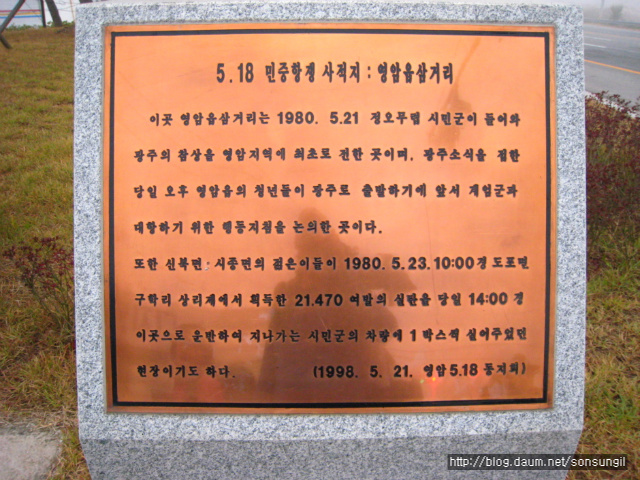 5.18 민중항쟁 사적지 : 영암읍삼거리
이곳 영암읍삼거리는 1980. 5.21 정오무렵 시민군이 들어와
광주의 참상을 영암지역에 최초로 전한 곳이며, 광주소식을 접한
당일 오후 영암읍의 청년들이 광주로 출발하기에 앞서 계엄군과
대항하기 위한 행동지침을 논의한 곳이다.
또한 신북면·시종면의 젊은이들이 1980. 5.23. 10:00경 도포면
구학리 상리제에서 획득한 21.470 여발의 실탄을 당일 14:00 경
이곳으로 운반하여 지나가는 시민군의 차량에 1 박스씩 실어주었던
현장이기도 하다. (1998. 5. 21. 영암5.18 동지회)
http://blog.daum.net/sonsungil